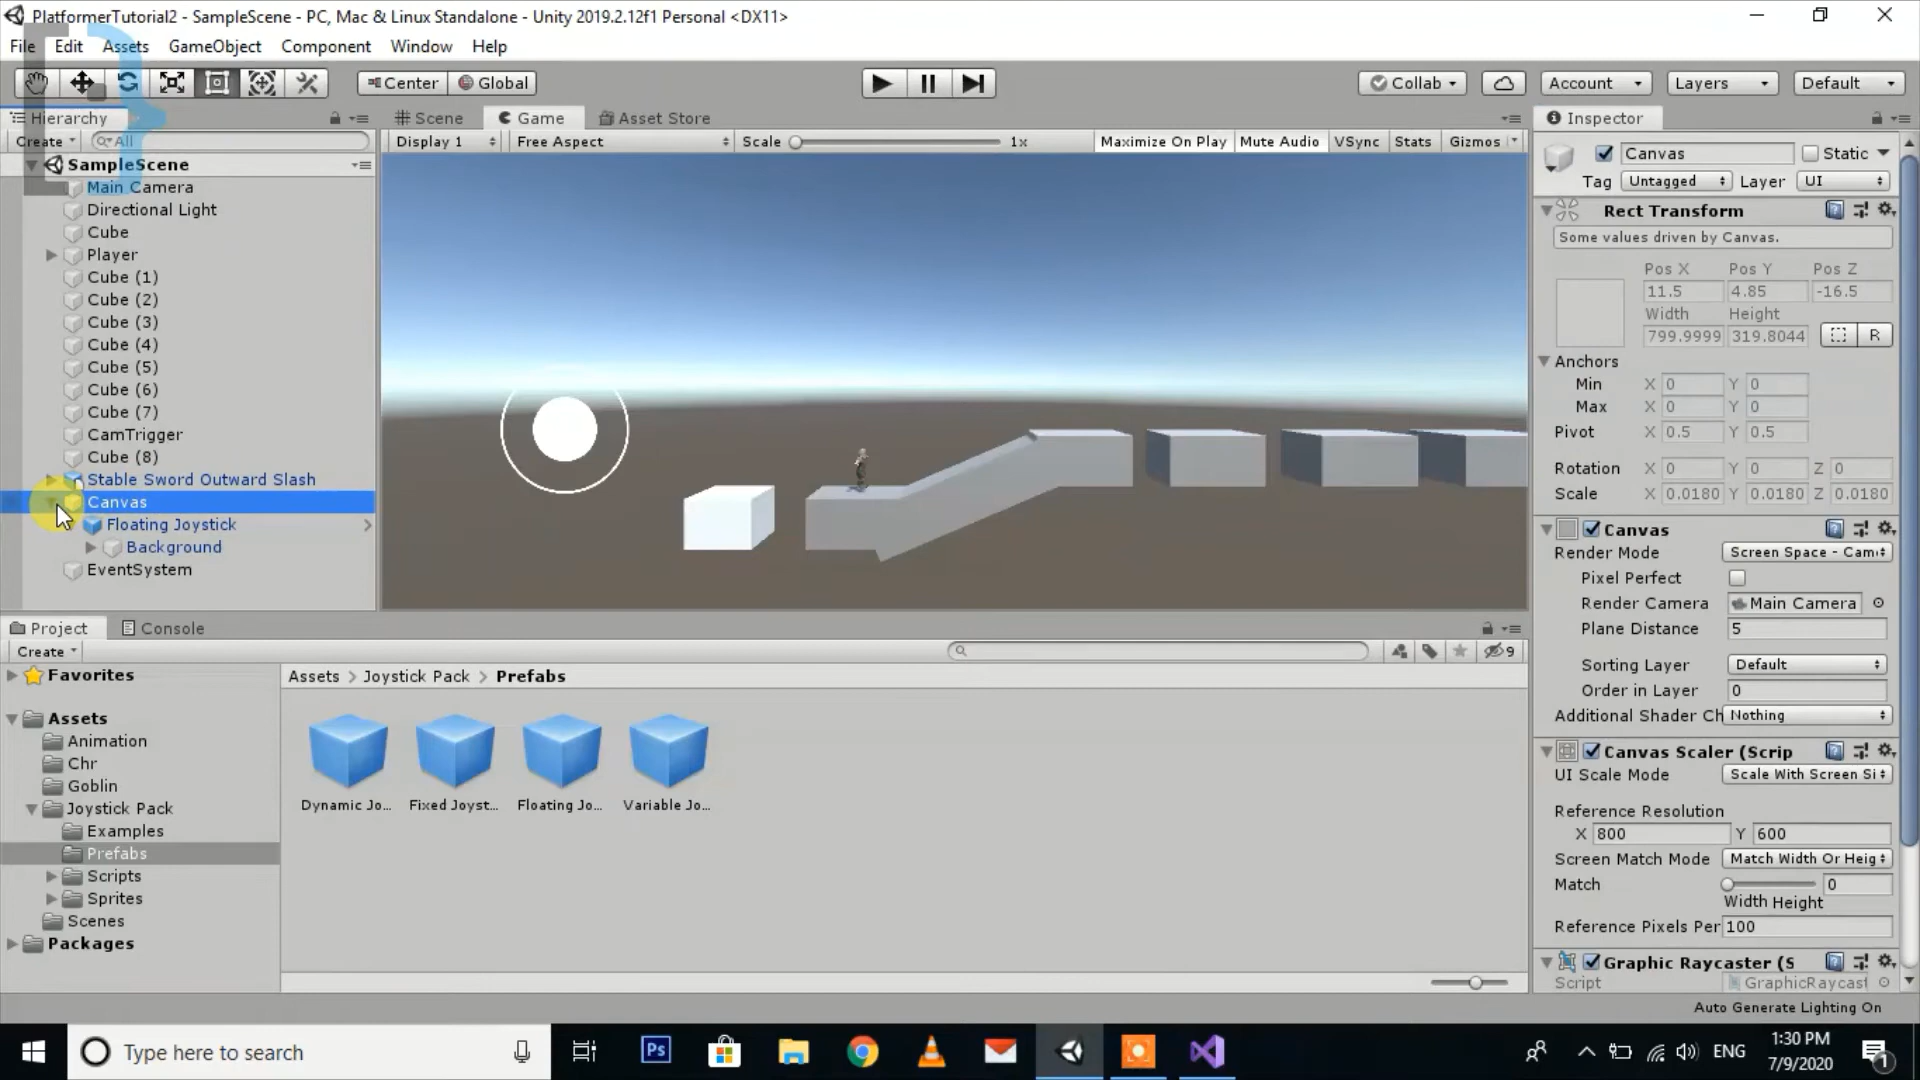 PlatformerTutorial2 - SampleScene - PC, Mac & Linux Standalone - Unity 2019.2.12f1 Personal <DX11>
File Edit Assets GameObject Component Window Help
Center Global Collab Account Layers Default
Hierarchy
Create All
SampleScene
Main Camera
Directional Light
Cube
Player
Cube (1)
Cube (2)
Cube (3)
Cube (4)
Cube (5)
Cube (6)
Cube (7)
CamTrigger
Cube (8)
Stable Sword Outward Slash
Canvas
Floating Joystick
Background
EventSystem
Scene Game Asset Store
Display 1 Free Aspect Scale 1x Maximize On Play Mute Audio VSync Stats Gizmos
Inspector
Canvas Static
Tag Untagged Layer UI
Rect Transform
Some values driven by Canvas.
Pos X Pos Y Pos Z
11.5 4.85 -16.5
Width Height
799.9999 319.8044 R
Anchors
Min X 0 Y 0
Max X 0 Y 0
Pivot X 0.5 Y 0.5
Rotation X 0 Y 0 Z 0
Scale X 0.0180 Y 0.0180 Z 0.0180
Canvas
Render Mode Screen Space - Cam
Pixel Perfect
Render Camera Main Camera
Plane Distance 5
Sorting Layer Default
Order in Layer 0
Additional Shader Ch Nothing
Canvas Scaler (Scrip
UI Scale Mode Scale With Screen Si
Reference Resolution
X 800 Y 600
Screen Match Mode Match Width Or Heig
Match 0
Width Height
Reference Pixels Per 100
Graphic Raycaster (S
Script GraphicRaycast
Project Console
Create 9
Favorites
Assets
Animation
Chr
Goblin
Joystick Pack
Examples
Prefabs
Scripts
Sprites
Scenes
Packages
Assets > Joystick Pack > Prefabs
Dynamic Jo... Fixed Joyst... Floating Jo... Variable Jo...
Auto Generate Lighting On
Type here to search
Ps
ENG
1:30 PM
7/9/2020
1